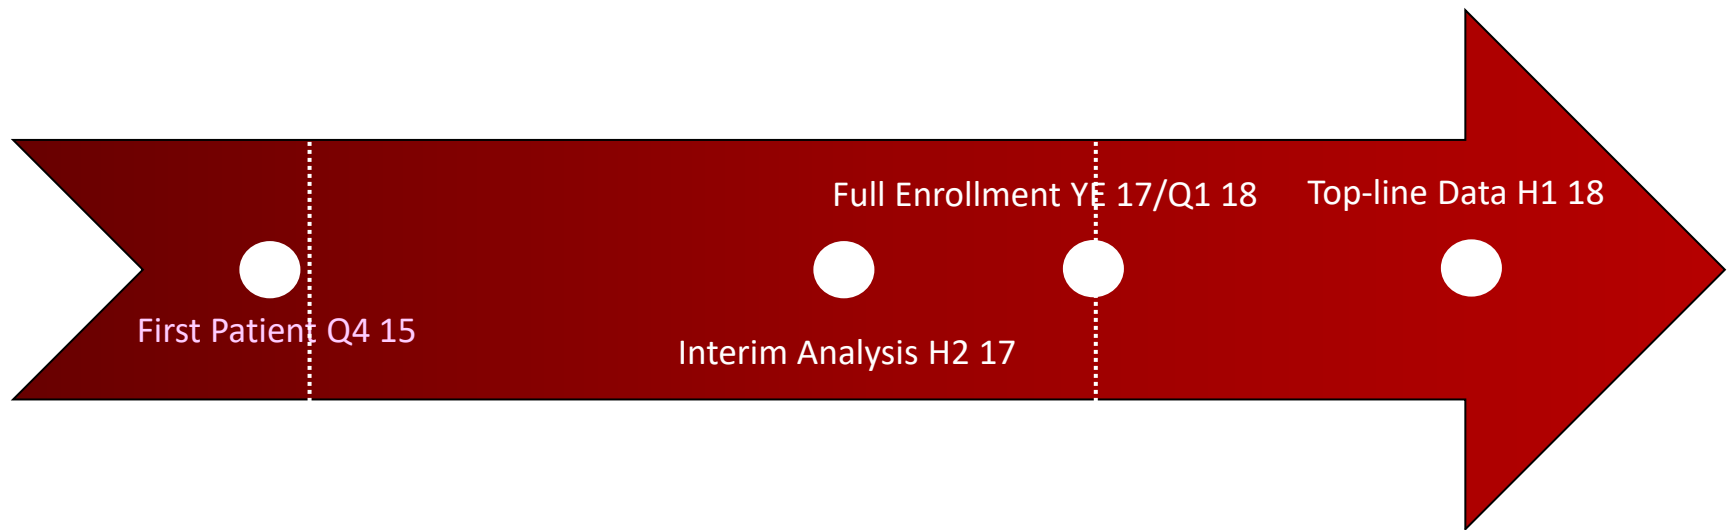 First Patient Q4 15
Interim Analysis H2 17
Full Enrollment YE 17/Q1 18
Top-line Data H1 18